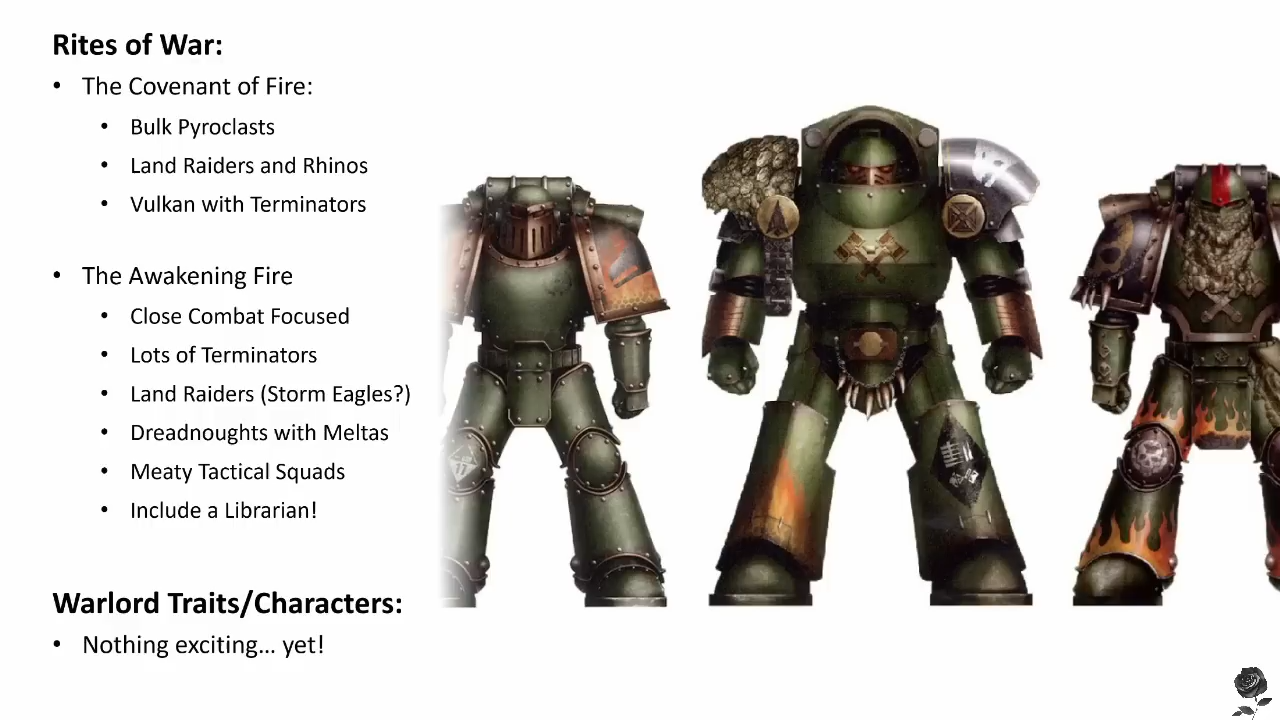 Rites of War:
• The Covenant of Fire:
• Bulk Pyroclasts
• Land Raiders and Rhinos
• Vulkan with Terminators
• The Awakening Fire
• Close Combat Focused
• Lots of Terminators
• Land Raiders (Storm Eagles?)
• Dreadnoughts with Meltas
• Meaty Tactical Squads
• Include a Librarian!
Warlord Traits/Characters:
• Nothing exciting... yet!